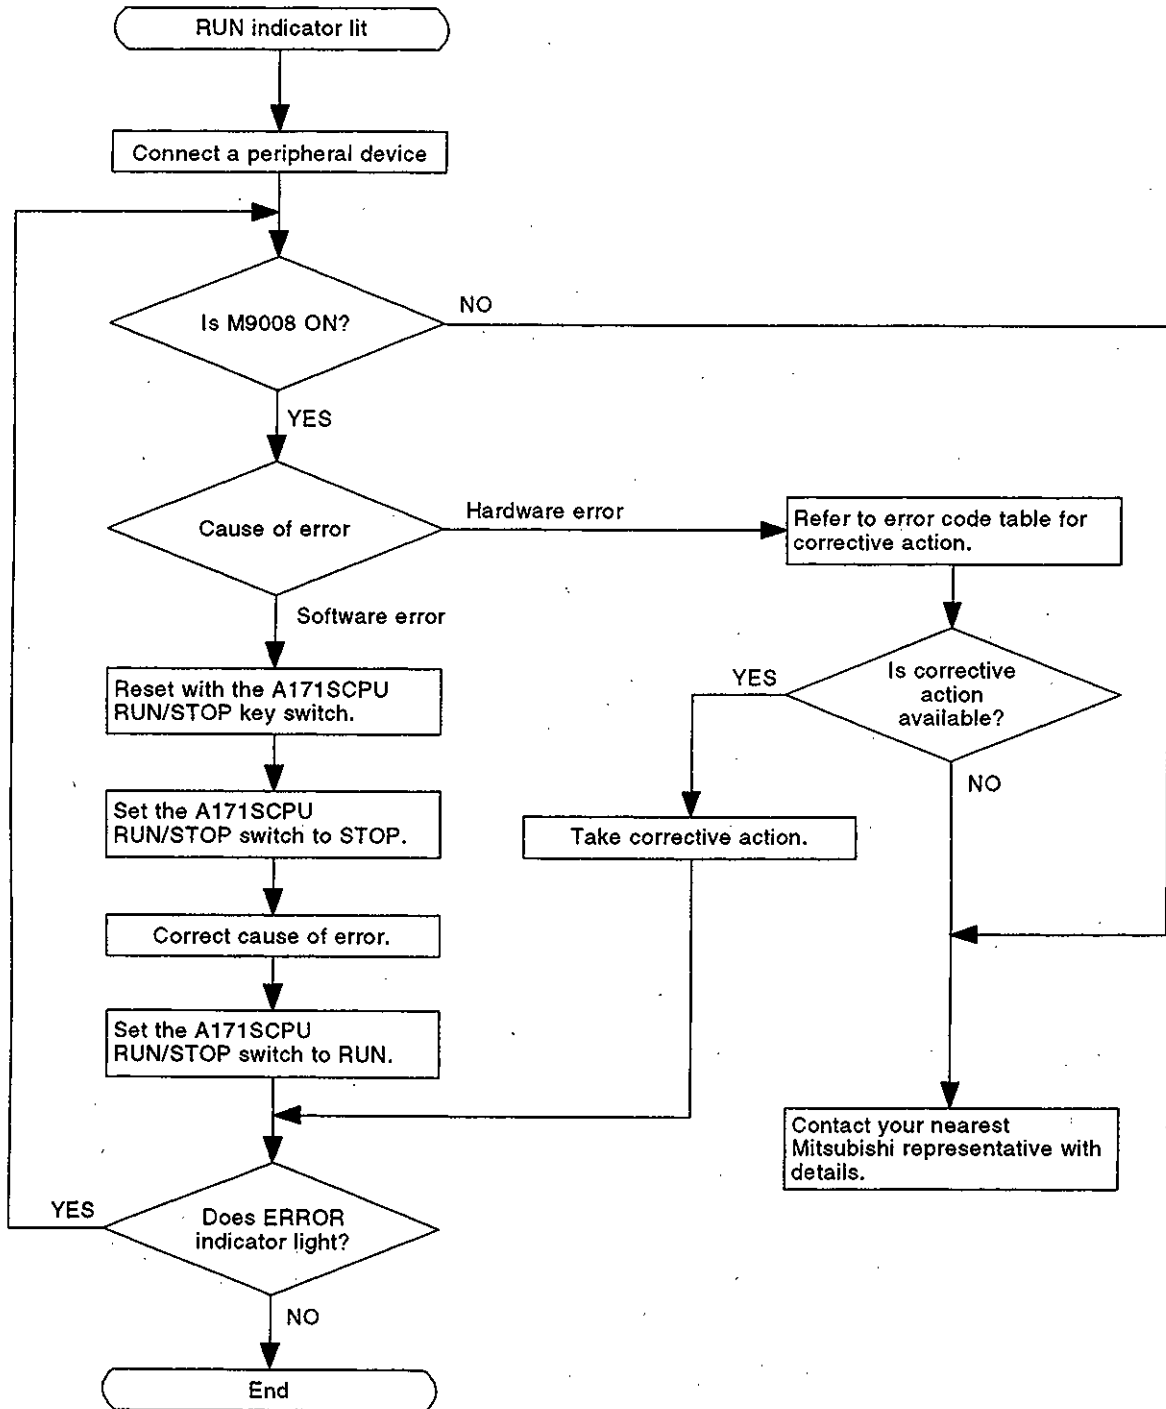 RUN indicator lit
Connect a peripheral device
Is M9008 ON?
NO
YES
Cause of error
Hardware error
Refer to error code table for
corrective action.
Software error
Is corrective
action
available?
YES
NO
Reset with the A171SCPU
RUN/STOP key switch.
Set the A171SCPU
RUN/STOP switch to STOP.
Take corrective action.
Correct cause of error.
Set the A171SCPU
RUN/STOP switch to RUN.
Contact your nearest
Mitsubishi representative with
details.
Does ERROR
indicator light?
YES
NO
End